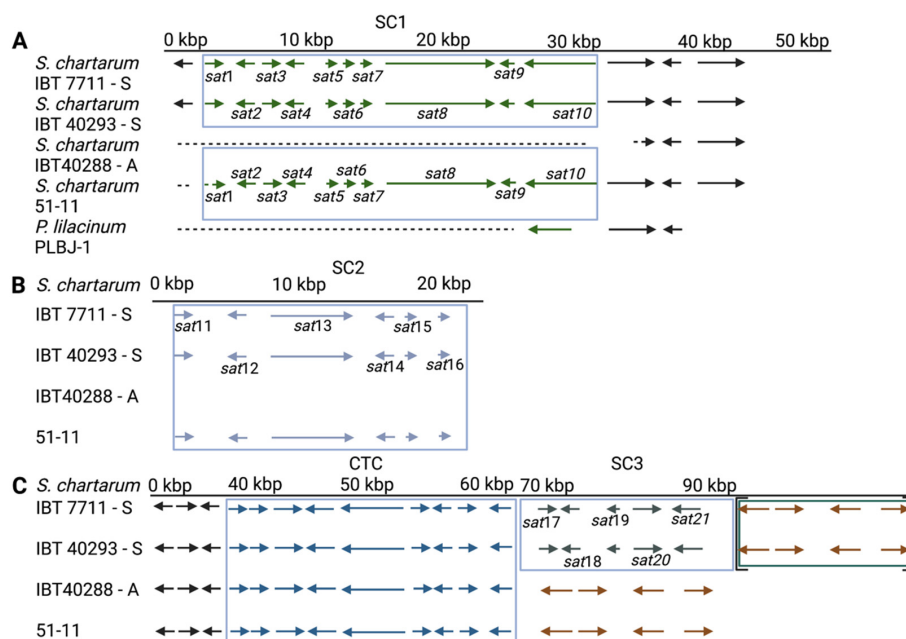 SC1
A
0 kbp 10 kbp 20 kbp 30 kbp 40 kbp 50 kbp
S. chartarum
IBT 7711 - S
sat1 sat3 sat5 sat7 sat9
S. chartarum
IBT 40293 - S
sat2 sat4 sat6 sat8 sat10
S. chartarum
IBT40288 - A
S. chartarum
51-11
sat2 sat4 sat6 sat8 sat10
sat1 sat3 sat5 sat7 sat9
P. lilacinum
PLBJ-1
SC2
B
S. chartarum 0 kbp 10 kbp 20 kbp
IBT 7711 - S
sat11 sat13 sat15
IBT 40293 - S
sat12 sat14 sat16
IBT40288 - A
51-11
CTC SC3
C
S. chartarum 0 kbp 40 kbp 50 kbp 60 kbp 70 kbp 90 kbp
IBT 7711 - S
sat17 sat19 sat21
IBT 40293 - S
sat18 sat20
IBT40288 - A
51-11